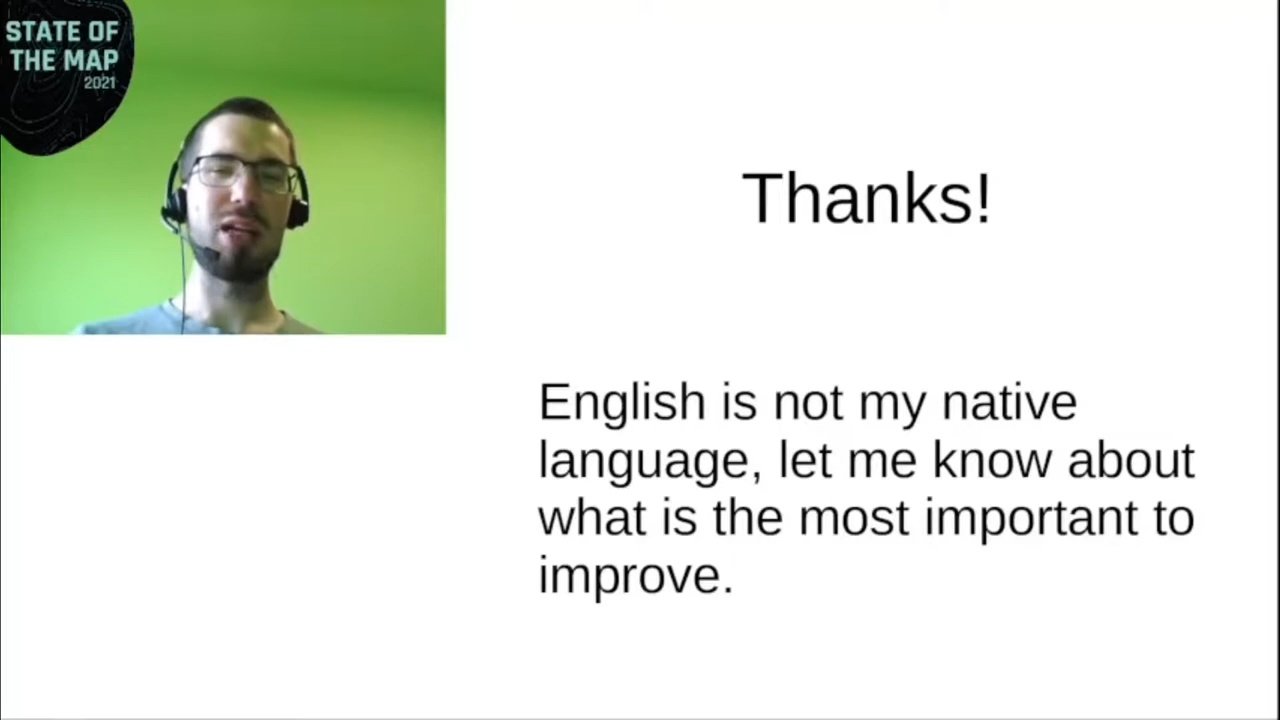 STATE OF
THE MAP
2021
Thanks!
English is not my native
language, let me know about
what is the most important to
improve.